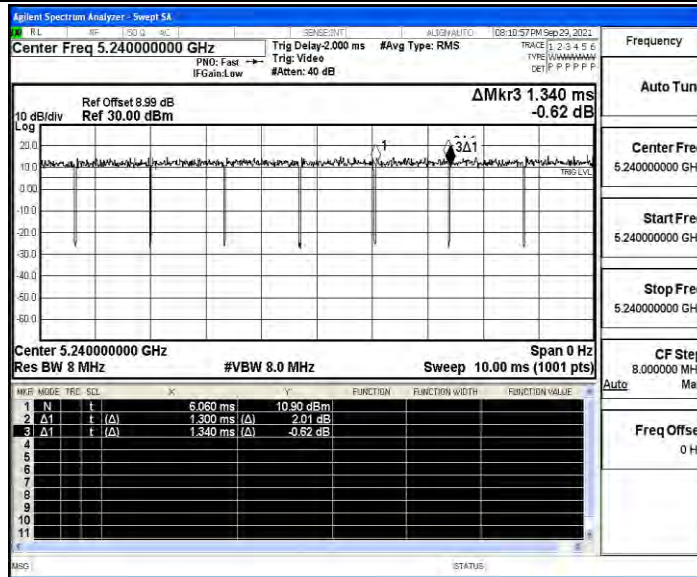 Agilent Spectrum Analyzer - Swept SA
RL RF 50 Ω AC SENSE:INT ALIGNAUTO 08:10:57PM Sep 29, 2021
Center Freq 5.240000000 GHz
Trig Delay-2.000 ms #Avg Type: RMS
TRACE 1 2 3 4 5 6
PNO: Fast Trig: Video
TYPE WWWWWW
IFGain:Low #Atten: 40 dB
DET P P P P P P
ΔMkr3 1.340 ms
-0.62 dB
Ref Offset 8.99 dB
10 dB/div Ref 30.00 dBm
Log
20.0
10.0
0.00
-10.0
-20.0
-30.0
-40.0
-50.0
-60.0
1
3Δ1
TRIG LVL
Center 5.240000000 GHz Span 0 Hz
Res BW 8 MHz #VBW 8.0 MHz Sweep 10.00 ms (1001 pts)
MKR MODE TRC SCL X Y FUNCTION FUNCTION WIDTH FUNCTION VALUE
1 N t 6.060 ms 10.90 dBm
2 Δ1 t (Δ) 1.300 ms (Δ) 2.01 dB
3 Δ1 t (Δ) 1.340 ms (Δ) -0.62 dB
4
5
6
7
8
9
10
11
MSG STATUS
Frequency
Auto Tun
Center Fre
5.240000000 GH
Start Fre
5.240000000 GH
Stop Fre
5.240000000 GH
CF Ste
8.000000 MH
Auto Ma
Freq Offse
0 H